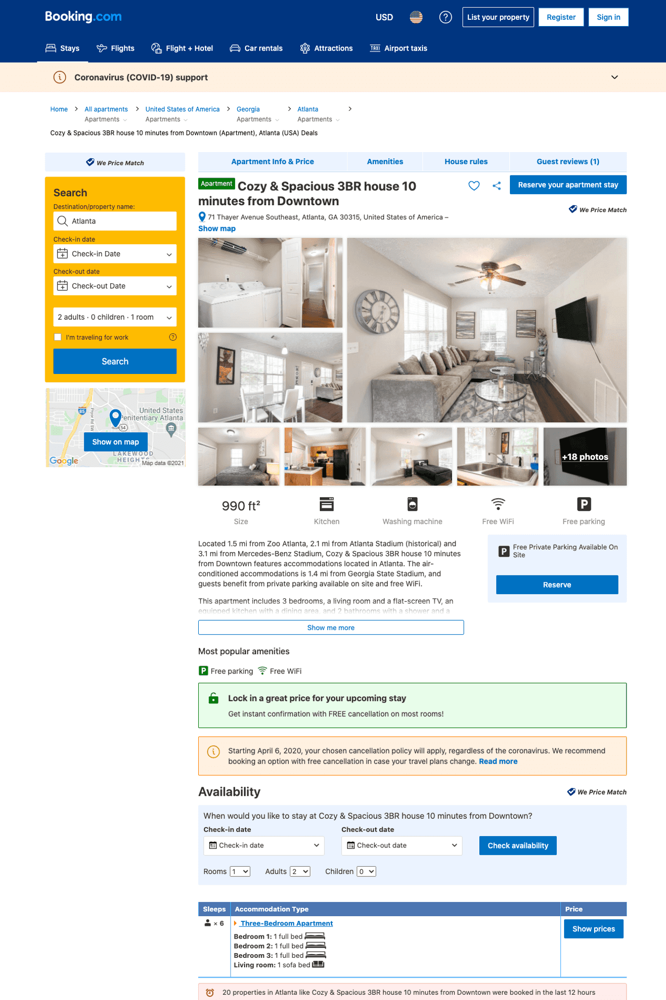 Booking.com
USD
List your property
Register
Sign in
Stays
Flights
Flight + Hotel
Car rentals
Attractions
TAXI Airport taxis
Coronavirus (COVID-19) support
Home
All apartments
United States of America
Georgia
Atlanta
Apartments
Apartments
Apartments
Apartments
Cozy & Spacious 3BR house 10 minutes from Downtown (Apartment), Atlanta (USA) Deals
We Price Match
Search
Destination/property name:
Atlanta
Check-in date
Check-in Date
Check-out date
Check-out Date
2 adults · 0 children · 1 room
I'm traveling for work
Search
85
Pryor Rd SW
United States
Penitentiary Atlanta
54
Show on map
LAKEWOOD
HEIGHTS
Google
Map data ©2021
Apartment Info & Price
Amenities
House rules
Guest reviews (1)
Apartment Cozy & Spacious 3BR house 10
minutes from Downtown
Reserve your apartment stay
We Price Match
71 Thayer Avenue Southeast, Atlanta, GA 30315, United States of America –
Show map
HOME
+18 photos
990 ft²
Size
Kitchen
Washing machine
Free WiFi
P
Free parking
Located 1.5 mi from Zoo Atlanta, 2.1 mi from Atlanta Stadium (historical) and
3.1 mi from Mercedes-Benz Stadium, Cozy & Spacious 3BR house 10 minutes
from Downtown features accommodations located in Atlanta. The air-
conditioned accommodations is 1.4 mi from Georgia State Stadium, and
guests benefit from private parking available on site and free WiFi.
This apartment includes 3 bedrooms, a living room and a flat-screen TV, an
equipped kitchen with a dining area, and 2 bathrooms with a shower and a
Show me more
P Free Private Parking Available On
Site
Reserve
Most popular amenities
P Free parking
Free WiFi
Lock in a great price for your upcoming stay
Get instant confirmation with FREE cancellation on most rooms!
Starting April 6, 2020, your chosen cancellation policy will apply, regardless of the coronavirus. We recommend
booking an option with free cancellation in case your travel plans change. Read more
Availability
We Price Match
When would you like to stay at Cozy & Spacious 3BR house 10 minutes from Downtown?
Check-in date
Check-out date
Check-in date
Check-out date
Check availability
Rooms 1
Adults 2
Children 0
Sleeps
Accommodation Type
Price
× 6
Three-Bedroom Apartment
Show prices
Bedroom 1: 1 full bed
Bedroom 2: 1 full bed
Bedroom 3: 1 full bed
Living room: 1 sofa bed
20 properties in Atlanta like Cozy & Spacious 3BR house 10 minutes from Downtown were booked in the last 12 hours